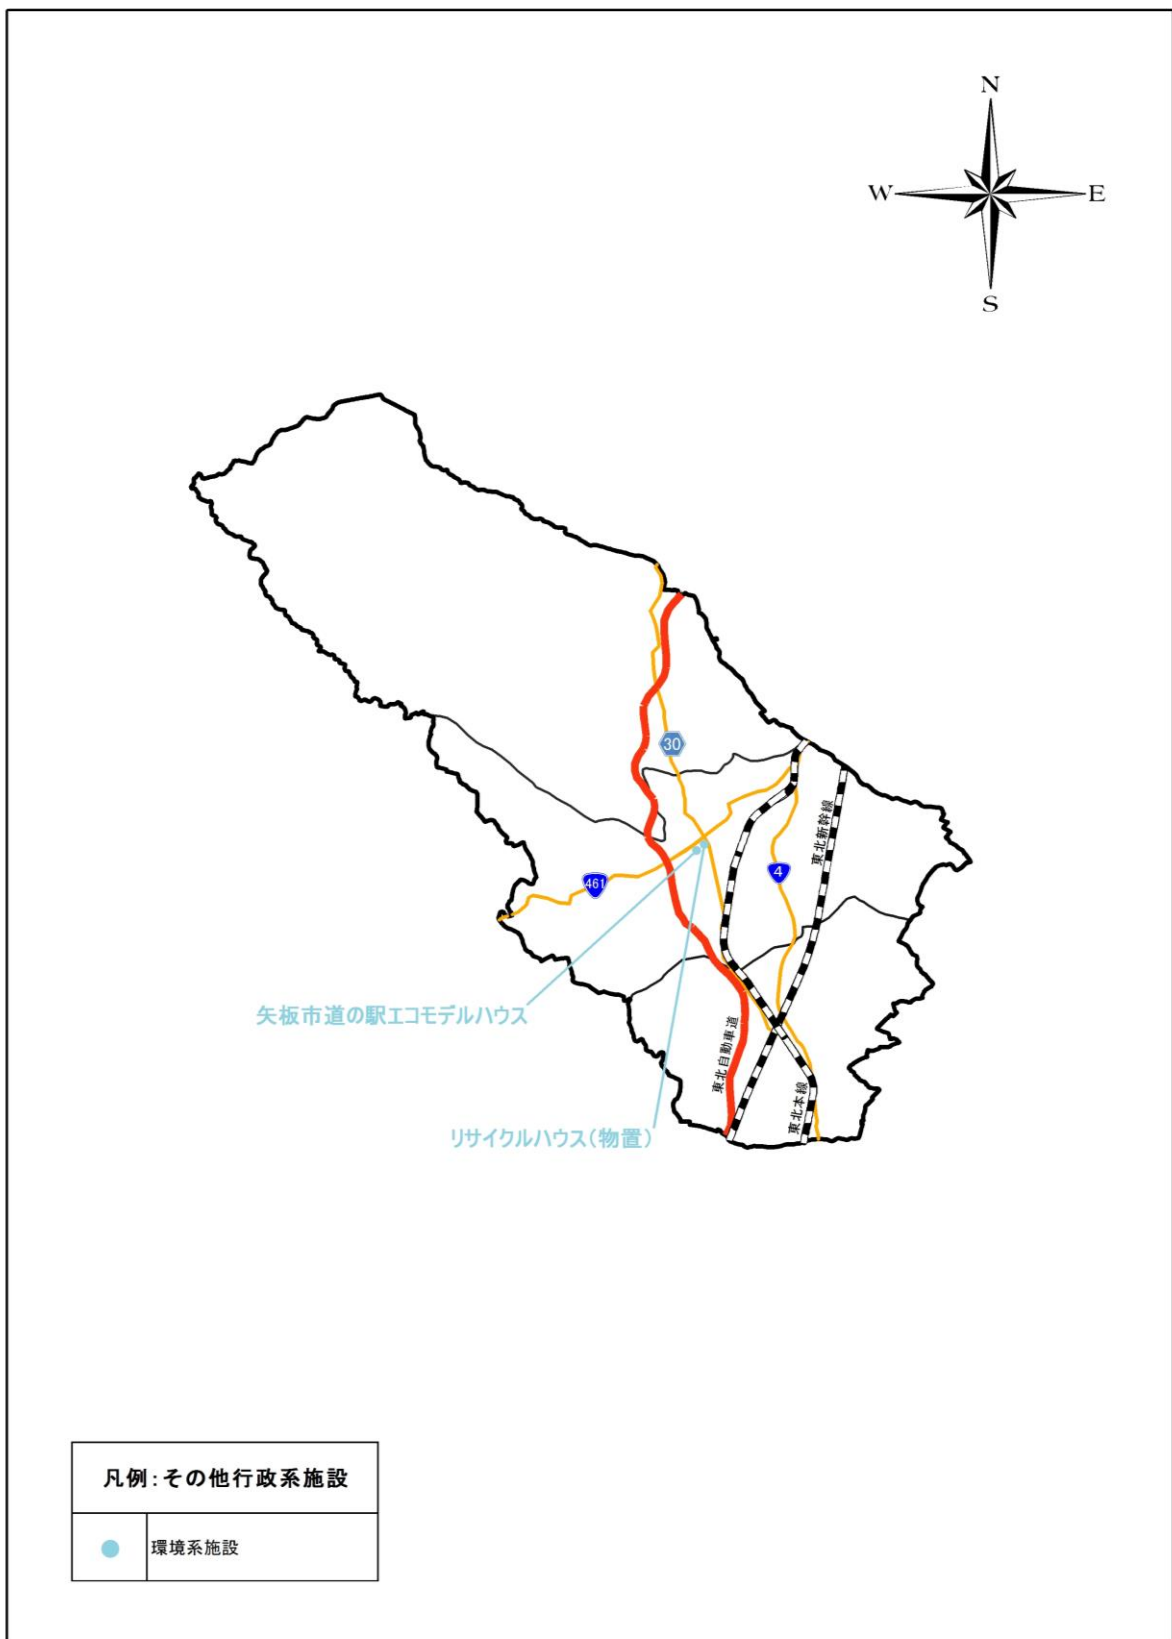 N
W
E
S
30
東北新幹線
4
461
矢板市道の駅エコモデルハウス
東北自動車道
東北本線
リサイクルハウス(物置)
凡例:その他行政系施設
環境系施設